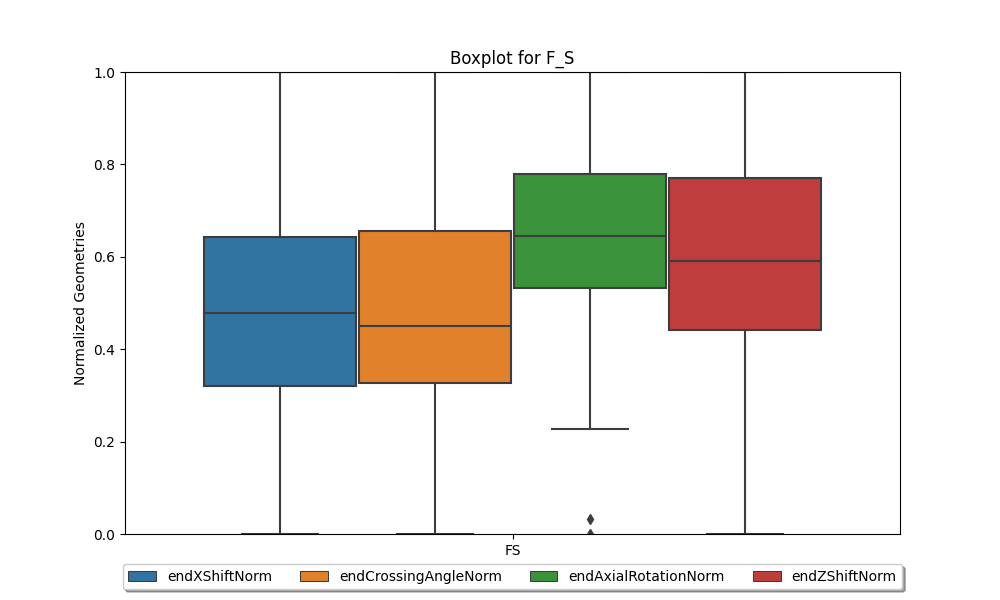 Boxplot for F_S
1.0
0.8
0.6
0.4
0.2
0.0
Normalized Geometries
FS
endXShiftNorm endCrossingAngleNorm endAxialRotationNorm endZShiftNorm